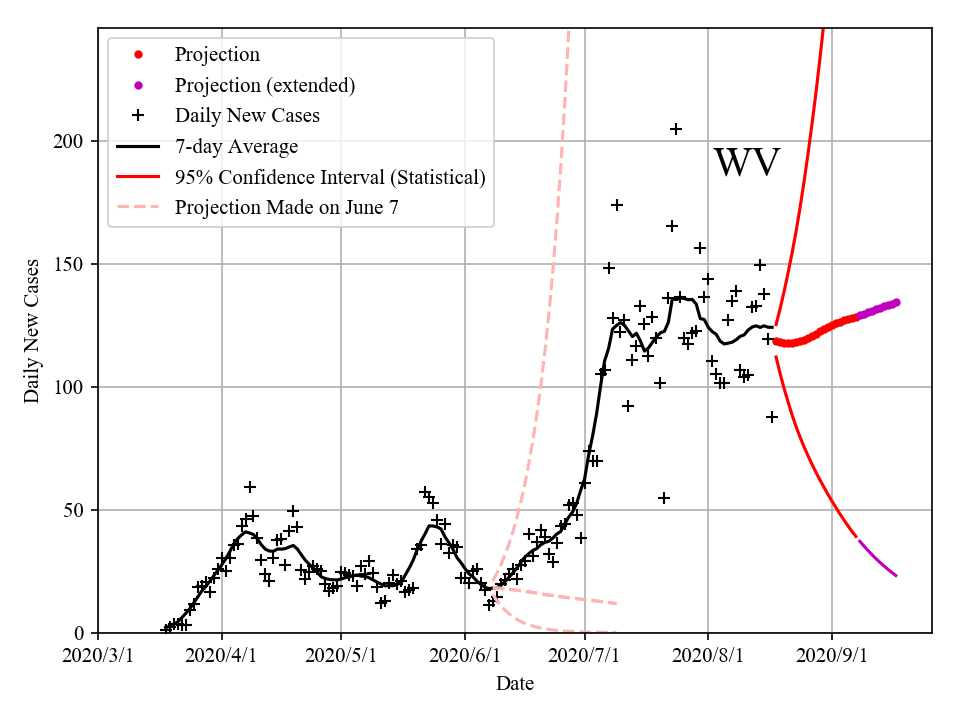 Projection
Projection (extended)
Daily New Cases
7-day Average
95% Confidence Interval (Statistical)
Projection Made on June 7
WV
200
150
100
50
0
Daily New Cases
2020/3/1 2020/4/1 2020/5/1 2020/6/1 2020/7/1 2020/8/1 2020/9/1
Date